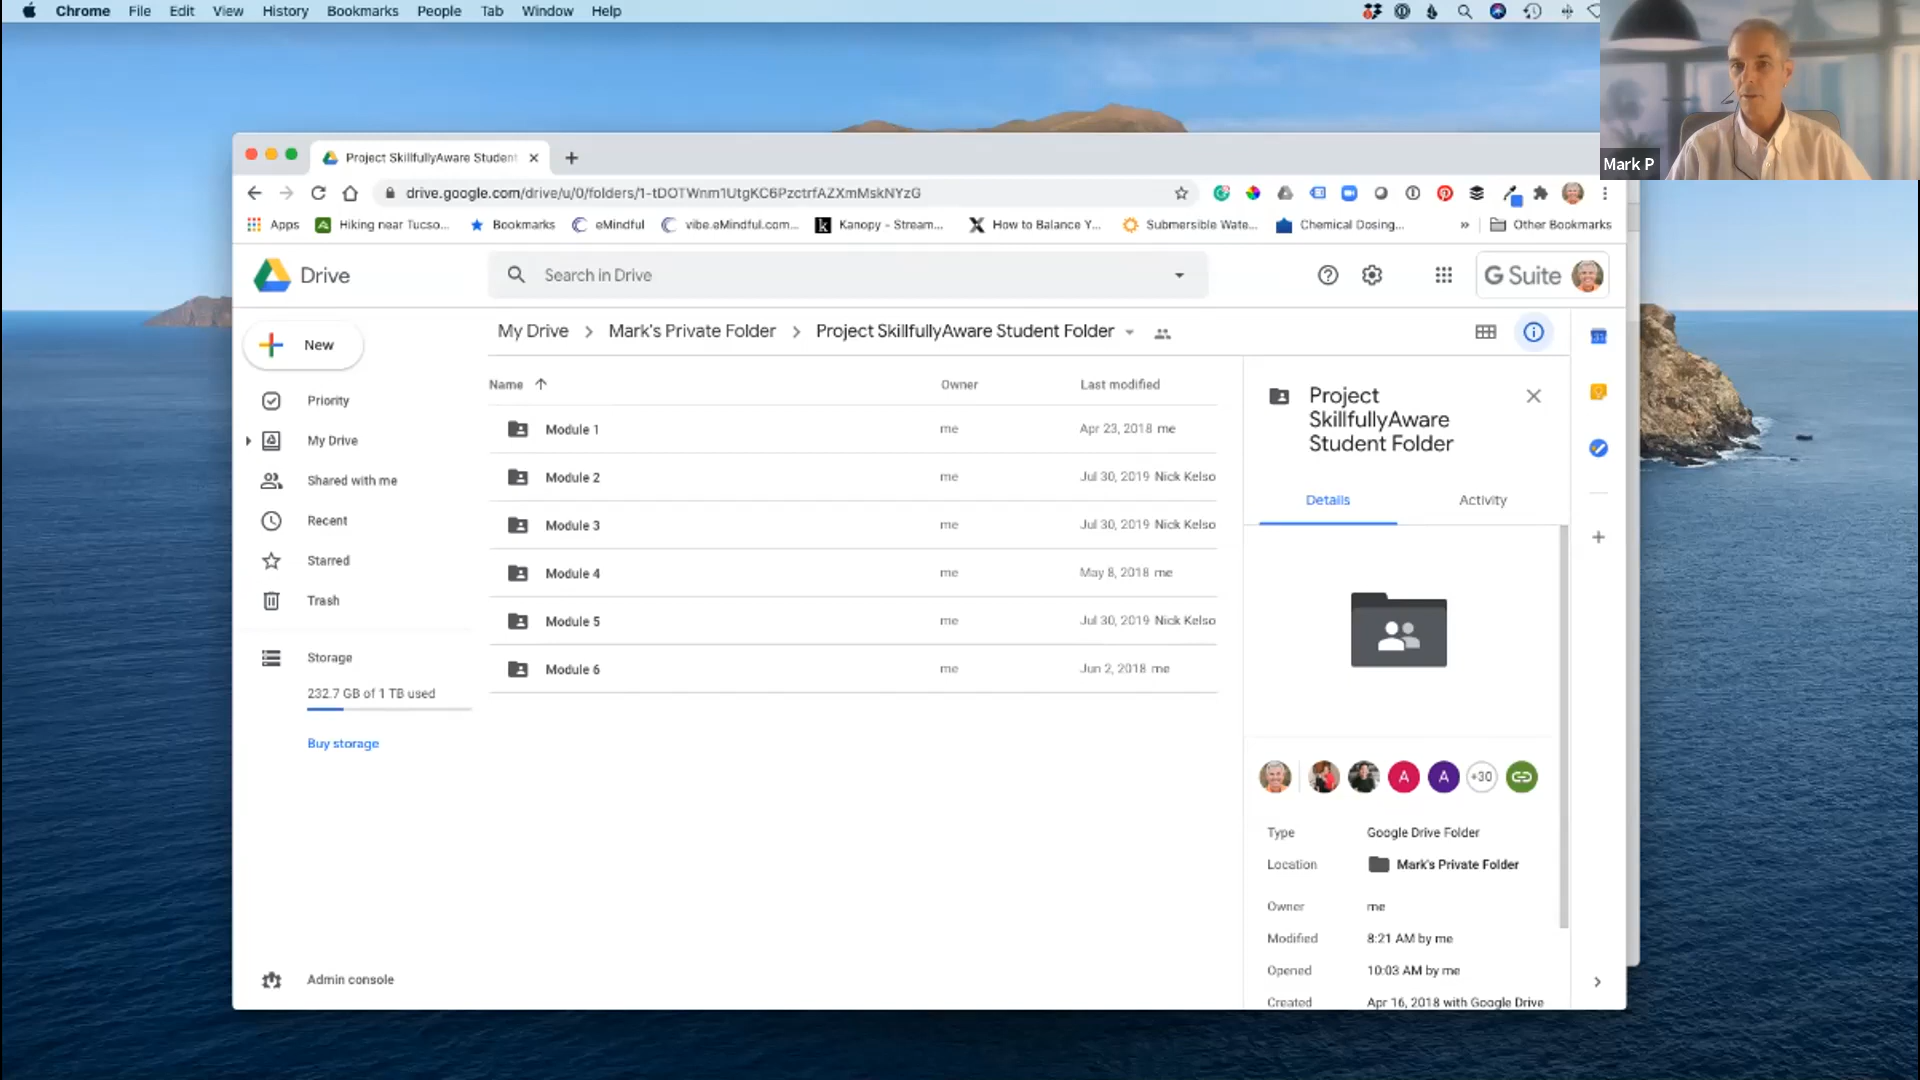 Chrome File Edit View History Bookmarks People Tab Window Help
Mark P
Project SkillfullyAware Student
drive.google.com/drive/u/0/folders/1-tDOTWnm1UtgKC6PzctrfAZXmMskNYzG
Apps Hiking near Tucso... Bookmarks eMindful vibe.eMindful.com... Kanopy - Stream... How to Balance Y... Submersible Wate... Chemical Dosing... » Other Bookmarks
Drive
Search in Drive
G Suite
New
My Drive > Mark's Private Folder > Project SkillfullyAware Student Folder
Priority
My Drive
Shared with me
Recent
Starred
Trash
Storage
232.7 GB of 1 TB used
Buy storage
Admin console
Name Owner Last modified
Module 1 me Apr 23, 2018 me
Module 2 me Jul 30, 2019 Nick Kelso
Module 3 me Jul 30, 2019 Nick Kelso
Module 4 me May 8, 2018 me
Module 5 me Jul 30, 2019 Nick Kelso
Module 6 me Jun 2, 2018 me
Project
SkillfullyAware
Student Folder
Details Activity
A A +30
Type Google Drive Folder
Location Mark's Private Folder
Owner me
Modified 8:21 AM by me
Opened 10:03 AM by me
Created Apr 16, 2018 with Google Drive